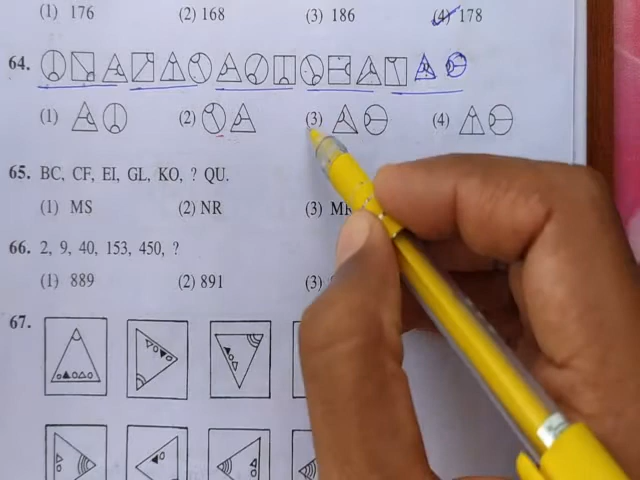 (1) 176 (2) 168 (3) 186 (4) 178
64.
(1) (2) (3) (4)
65. BC, CF, EI, GL, KO, ? QU.
(1) MS (2) NR (3)
66. 2, 9, 40, 153, 450, ?
(1) 889 (2) 891 (3)
67.